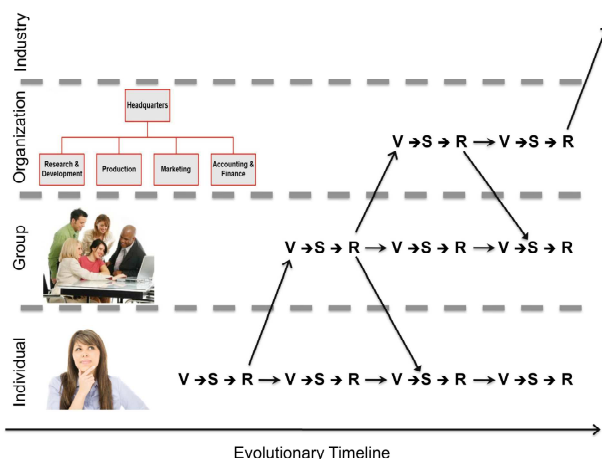 Industry
Organization
Headquarters
Research &
Development
Production
Marketing
Accounting &
Finance
V → S → R → V → S → R
Group
V → S → R → V → S → R → V → S → R
Individual
V → S → R → V → S → R → V → S → R → V → S → R
Evolutionary Timeline